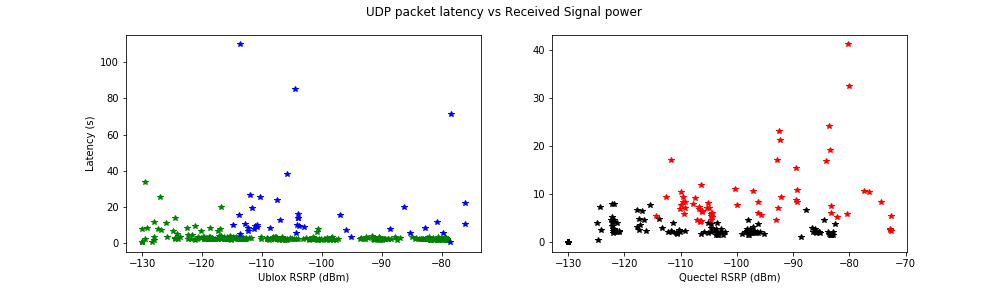 UDP packet latency vs Received Signal power
Latency (s)
100
80
60
40
20
0
−130 −120 −110 −100 −90 −80
Ublox RSRP (dBm)
40
30
20
10
0
−130 −120 −110 −100 −90 −80 −70
Quectel RSRP (dBm)